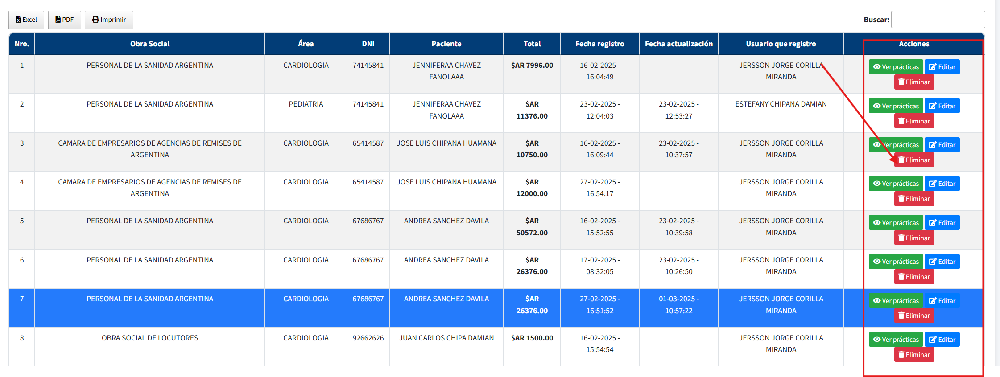 Excel PDF Imprimir Buscar:
Nro. Obra Social Área DNI Paciente Total Fecha registro Fecha actualización Usuario que registro Acciones
1 PERSONAL DE LA SANIDAD ARGENTINA CARDIOLOGIA 74145841 JENNIFERAA CHAVEZ $AR 7996.00 16-02-2025 - JERSSON JORGE CORILLA Ver prácticas Editar
FANOLAAA 16:04:49 MIRANDA Eliminar
2 PERSONAL DE LA SANIDAD ARGENTINA PEDIATRIA 74145841 JENNIFERAA CHAVEZ $AR 23-02-2025 - 23-02-2025 - ESTEFANY CHIPANA DAMIAN Ver prácticas Editar
FANOLAAA 11376.00 12:04:03 12:53:27 Eliminar
3 CAMARA DE EMPRESARIOS DE AGENCIAS DE REMISES DE CARDIOLOGIA 65414587 JOSE LUIS CHIPANA HUAMANA $AR 16-02-2025 - 23-02-2025 - JERSSON JORGE CORILLA Ver prácticas Editar
ARGENTINA 10750.00 16:09:44 10:37:57 MIRANDA Eliminar
4 CAMARA DE EMPRESARIOS DE AGENCIAS DE REMISES DE CARDIOLOGIA 65414587 JOSE LUIS CHIPANA HUAMANA $AR 27-02-2025 - JERSSON JORGE CORILLA Ver prácticas Editar
ARGENTINA 12000.00 16:54:17 MIRANDA Eliminar
5 PERSONAL DE LA SANIDAD ARGENTINA CARDIOLOGIA 67686767 ANDREA SANCHEZ DAVILA $AR 16-02-2025 - 23-02-2025 - JERSSON JORGE CORILLA Ver prácticas Editar
50572.00 15:52:55 10:39:58 MIRANDA Eliminar
6 PERSONAL DE LA SANIDAD ARGENTINA CARDIOLOGIA 67686767 ANDREA SANCHEZ DAVILA $AR 17-02-2025 - 23-02-2025 - JERSSON JORGE CORILLA Ver prácticas Editar
26376.00 08:32:05 10:26:50 MIRANDA Eliminar
7 PERSONAL DE LA SANIDAD ARGENTINA CARDIOLOGIA 67686767 ANDREA SANCHEZ DAVILA $AR 27-02-2025 - 01-03-2025 - JERSSON JORGE CORILLA Ver prácticas Editar
26376.00 16:51:52 10:57:22 MIRANDA Eliminar
8 OBRA SOCIAL DE LOCUTORES CARDIOLOGIA 92662626 JUAN CARLOS CHIPA DAMIAN $AR 1500.00 16-02-2025 - JERSSON JORGE CORILLA Ver prácticas Editar
15:54:54 MIRANDA Eliminar